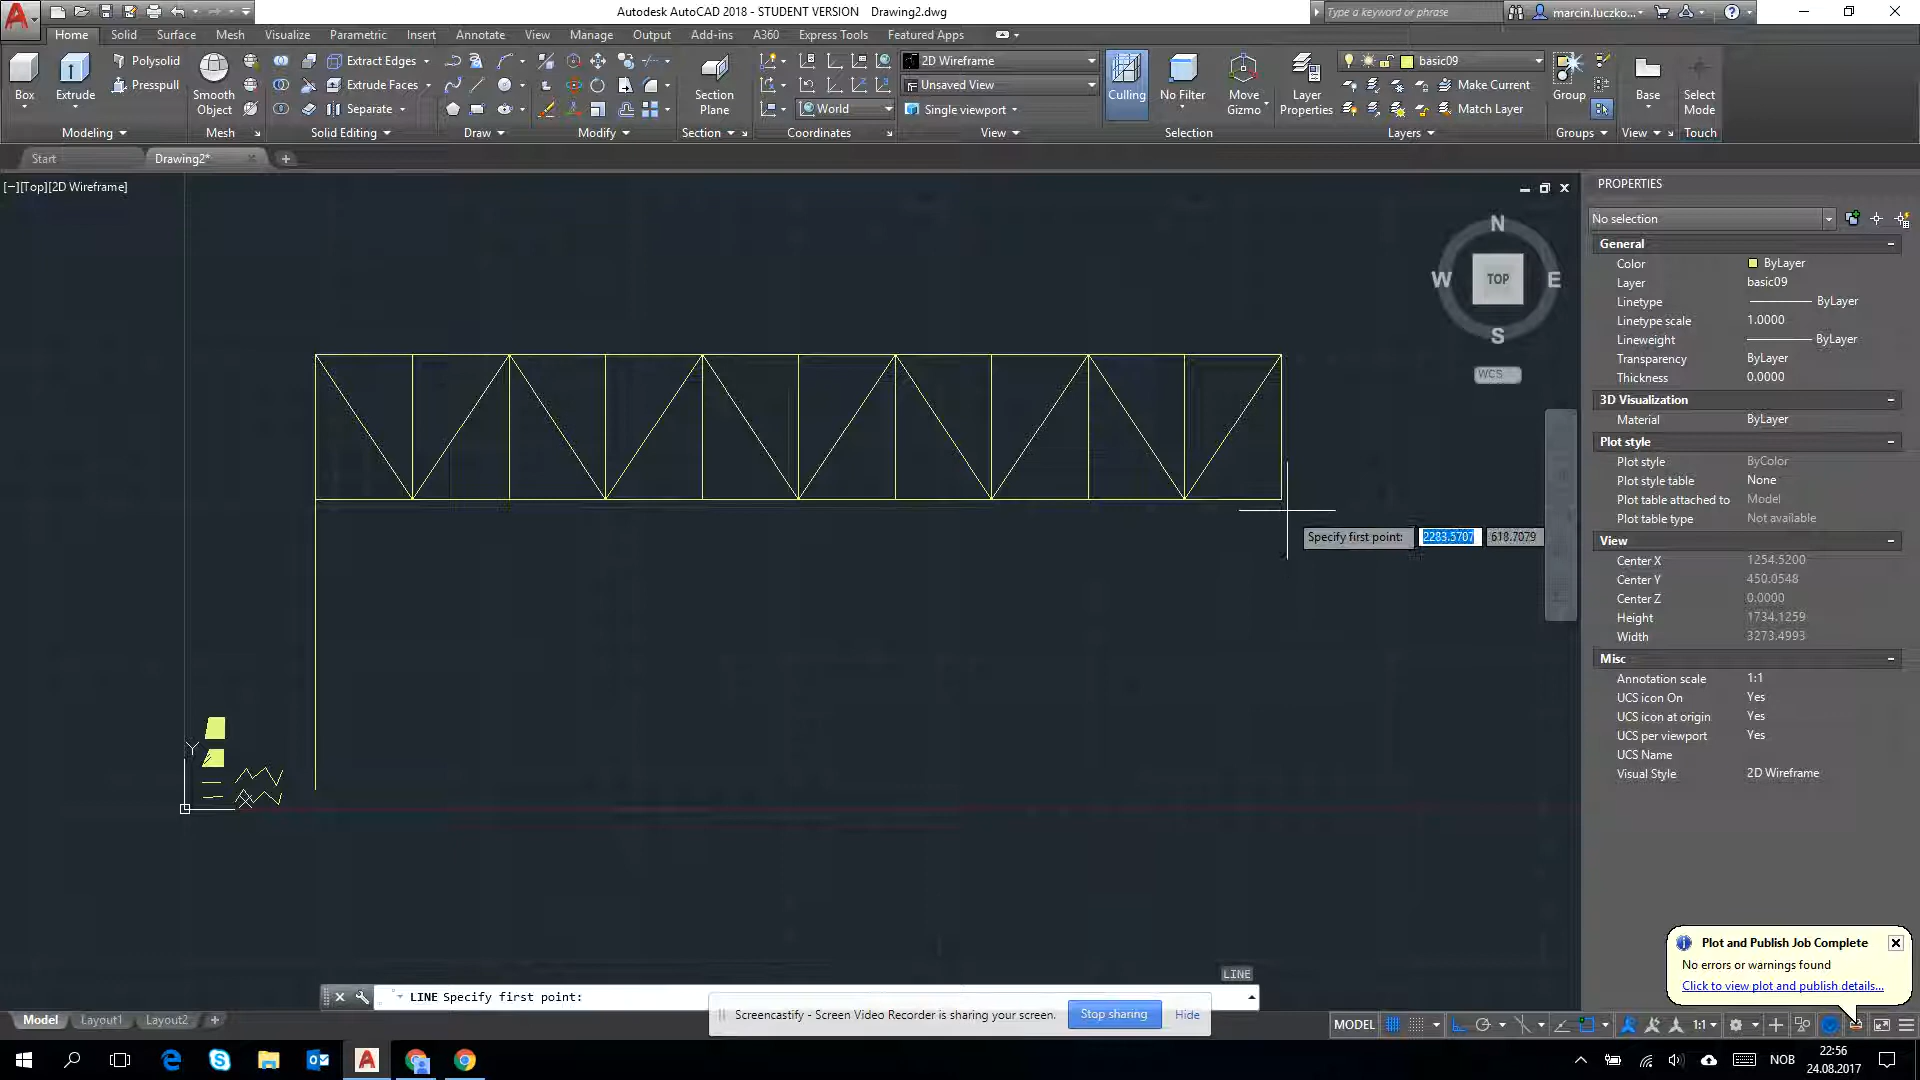 Autodesk AutoCAD 2018 - STUDENT VERSION Drawing2.dwg
Type a keyword or phrase
marcin.luczko...
Home Solid Surface Mesh Visualize Parametric Insert Annotate View Manage Output Add-ins A360 Express Tools Featured Apps
Box
Extrude
Polysolid
Presspull
Smooth
Object
Extract Edges
Extrude Faces
Separate
Section
Plane
World
2D Wireframe
Unsaved View
Single viewport
Culling
No Filter
Move
Gizmo
Layer
Properties
basic09
Make Current
Match Layer
Group
Base
Select
Mode
Modeling Mesh Solid Editing Draw Modify Section Coordinates View Selection Layers Groups View Touch
Start Drawing2*
[−][Top][2D Wireframe]
N
W TOP E
S
WCS
Specify first point: 2283.5707 618.7079
Y
X
LINE
LINE Specify first point:
Screencastify - Screen Video Recorder is sharing your screen. Stop sharing Hide
Model Layout1 Layout2
MODEL 1:1
PROPERTIES
No selection
General
Color ByLayer
Layer basic09
Linetype ByLayer
Linetype scale 1.0000
Lineweight ByLayer
Transparency ByLayer
Thickness 0.0000
3D Visualization
Material ByLayer
Plot style
Plot style ByColor
Plot style table None
Plot table attached to Model
Plot table type Not available
View
Center X 1254.5200
Center Y 450.0548
Center Z 0.0000
Height 1734.1259
Width 3273.4993
Misc
Annotation scale 1:1
UCS icon On Yes
UCS icon at origin Yes
UCS per viewport Yes
UCS Name
Visual Style 2D Wireframe
Plot and Publish Job Complete
No errors or warnings found
Click to view plot and publish details...
NOB
22:56
24.08.2017